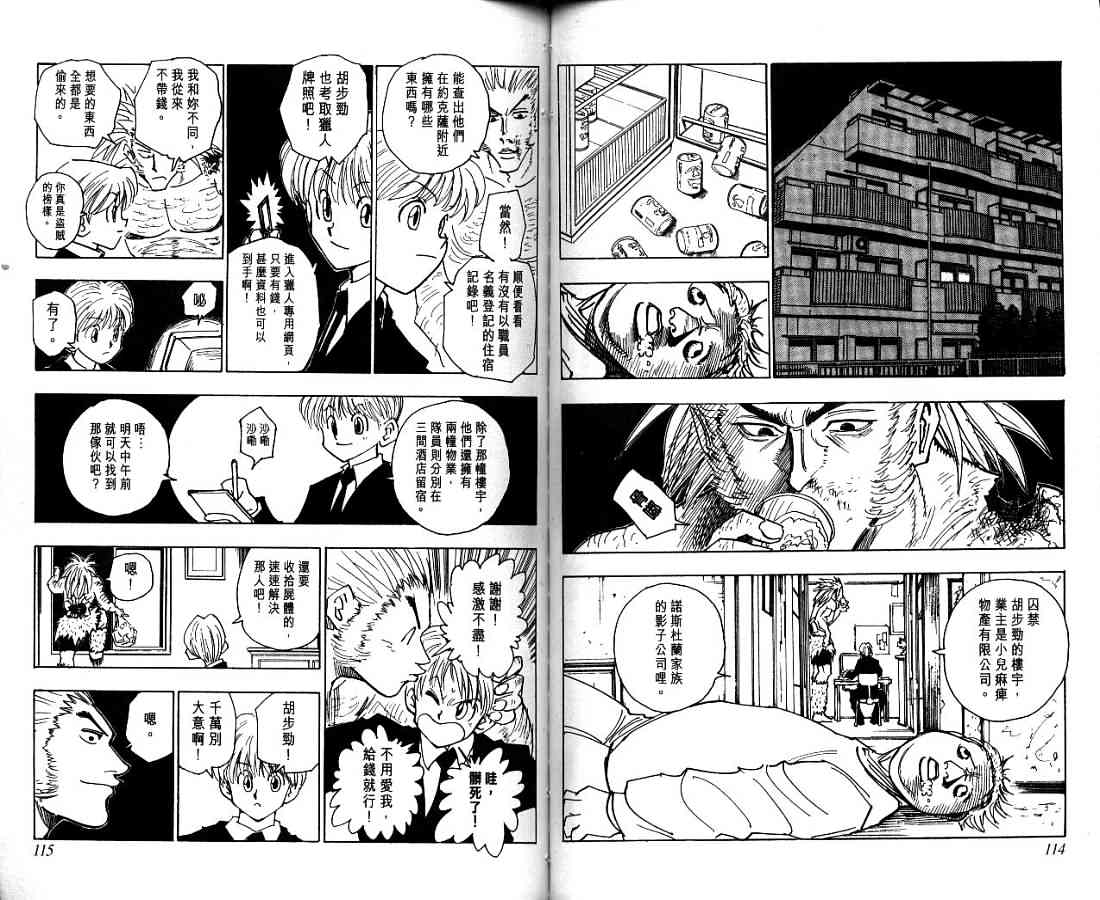 囚禁
胡步勁的樓宇，
業主是小兒痲痺
物產有限公司。
諾斯杜蘭家族
的影子公司哩。
114
能查出他們
在約克薩附近
擁有哪些
東西嗎？
當然！
順便看看
有沒有以職員
名義登記的住宿
記錄吧！
胡步勁
也考取獵人
牌照吧！
進入獵人專用網頁，
只要有錢，
甚麼資料也可以
到手啊！
我和妳不同，
我從來
不帶錢，
想要的東西
全都是
偷來的。
你真是盜賊
的榜樣。
有了。
除了那幢樓宇，
他們還擁有
兩幢物業，
隊員則分別在
三間酒店留宿。
沙嘞
沙嘞
唔…
明天中午前
就可以找到
那傢伙吧？
謝謝！
感激不盡！
哇，
髒死了！
不用愛我，
給錢就行！
還要
收拾屍體的，
速速解決
那人吧！
嗯！
胡步勁！
千萬別
大意啊！
嗯。
115